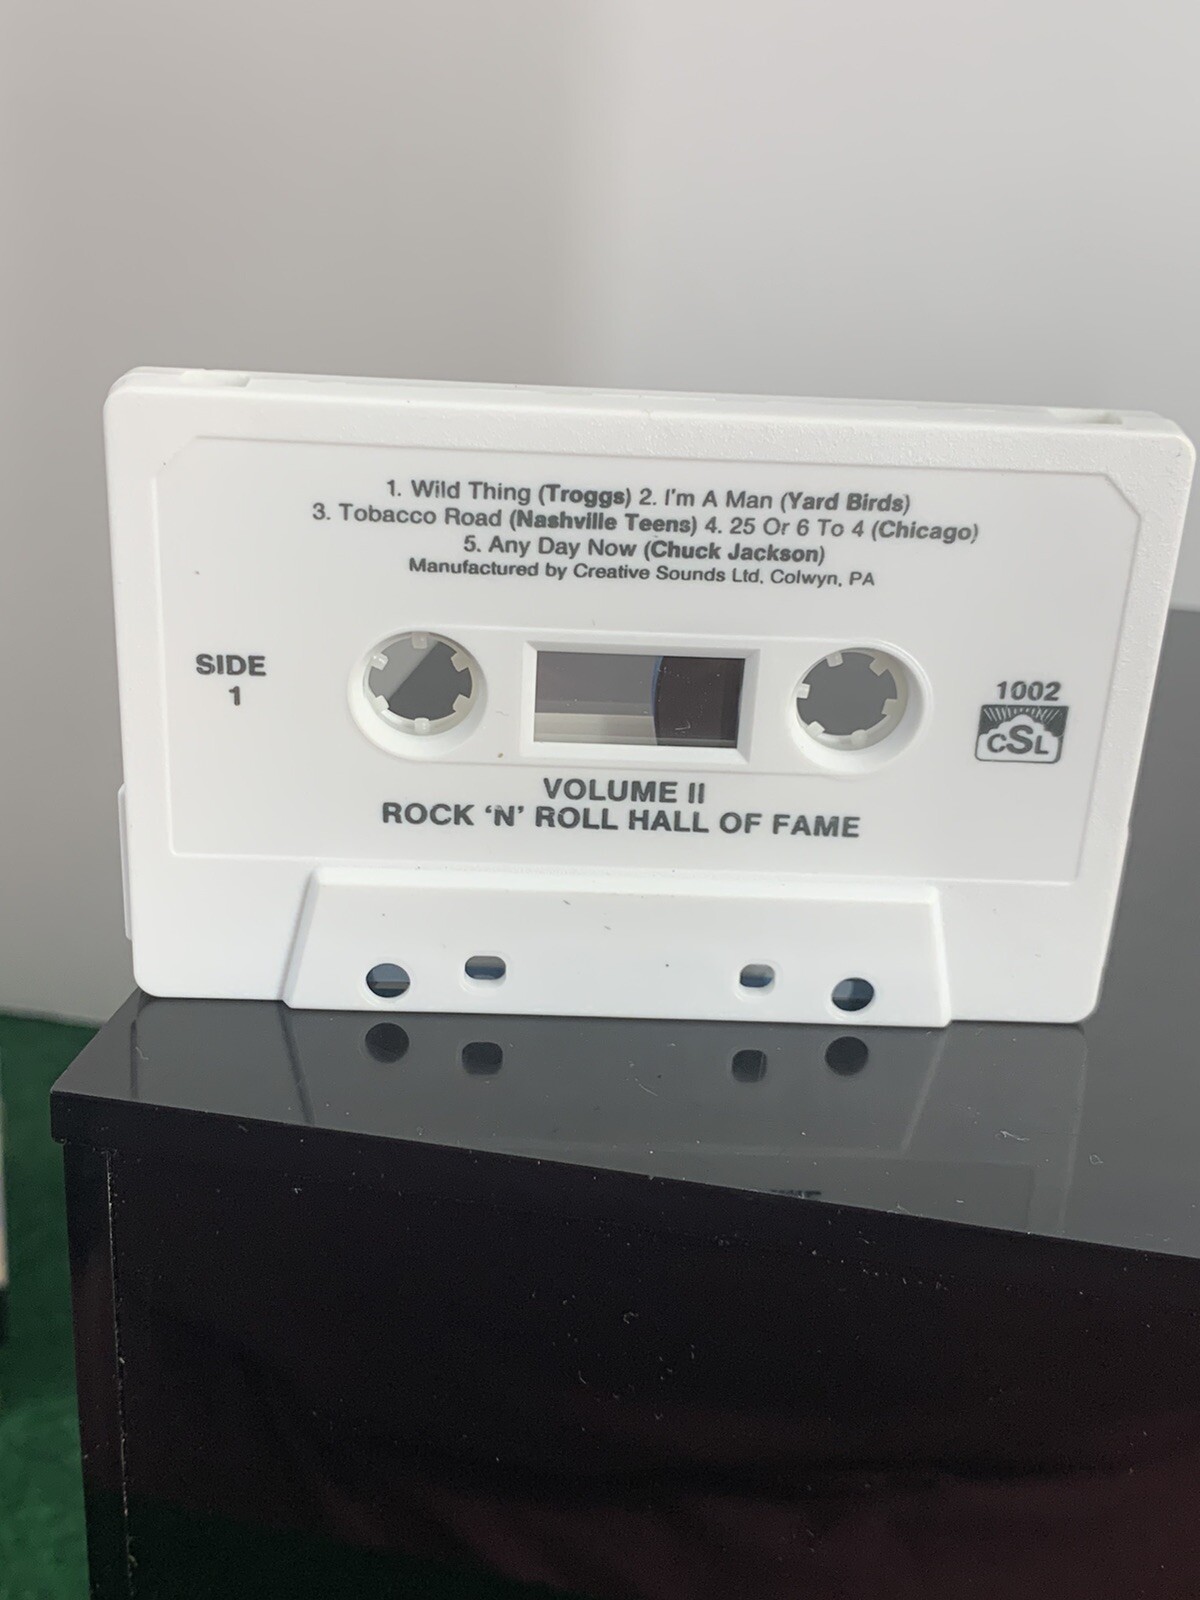 1. Wild Thing (Troggs) 2. I'm A Man (Yard Birds)
3. Tobacco Road (Nashville Teens) 4. 25 Or 6 To 4 (Chicago)
5. Any Day Now (Chuck Jackson)
Manufactured by Creative Sounds Ltd, Colwyn, PA
SIDE
1
1002
CSL
VOLUME II
ROCK ‘N’ ROLL HALL OF FAME